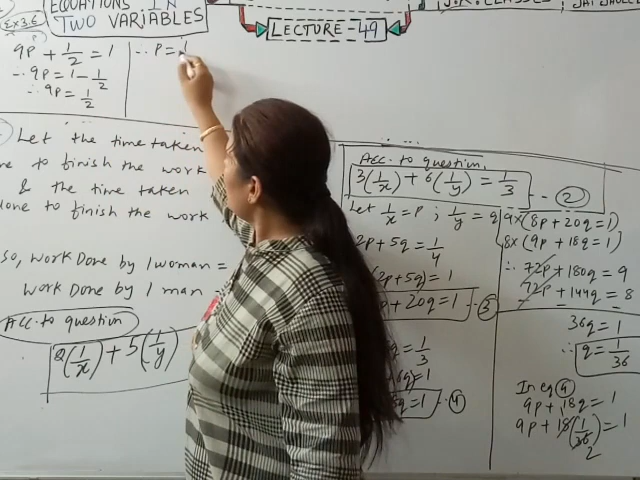 EQUATIONS IN
TWO VARIABLES
LECTURE-49
Ex 3.6
9p + 1/2 = 1
∴ 9p = 1 - 1/2
∴ 9p = 1/2
∴ p = 1
Let the time taken
to finish the work
& the time taken
to finish the work
So, Work Done by 1 woman =
Work Done by 1 man
Acc. to question
2(1/x) + 5(1/y)
Acc. to question,
3(1/x) + 6(1/y) = 1/3 - - ②
Let 1/x = p ; 1/y = q
2p + 5q = 1/4
(2p + 5q) = 1
p + 20q = 1 ③
= 1/3
= 1
q = 1 ④
9x (8p + 20q = 1)
8x (9p + 18q = 1)
∴ 72p + 180q = 9
72p + 144q = 8
36q = 1
∴ q = 1/36
In eq ④
9p + 18q = 1
9p + 18(1/36) = 1
2